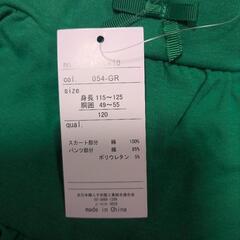 col. 054-GR
size
身長 115～125
胴囲 49～55
120
qual.
スカート部分 綿 100%
パンツ部分 綿 95%
ポリウレタン 5%
made in China